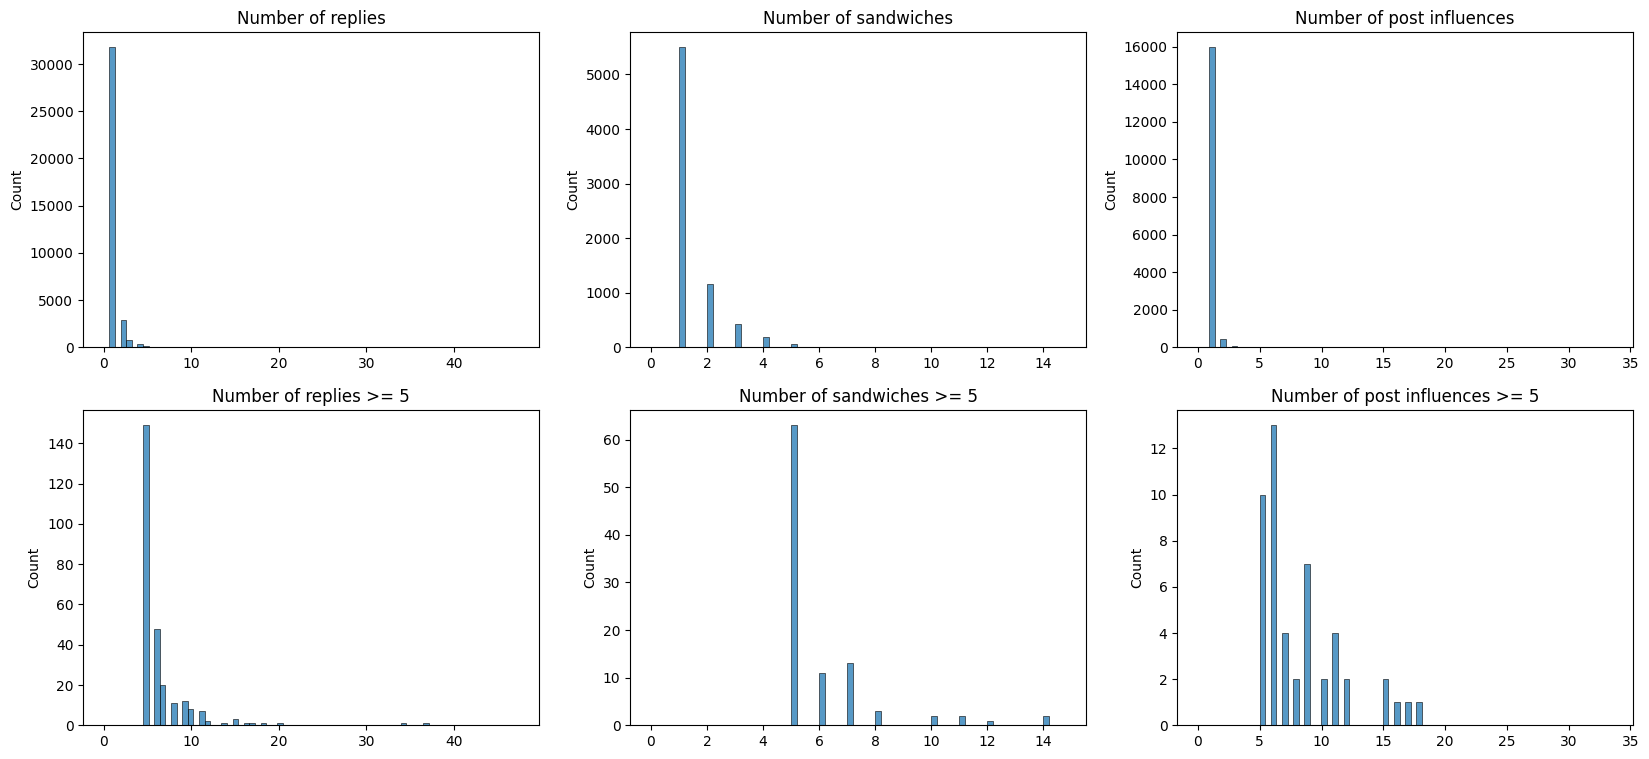 Number of replies
Count
30000
25000
20000
15000
10000
5000
0
0 10 20 30 40
Number of sandwiches
Count
5000
4000
3000
2000
1000
0
0 2 4 6 8 10 12 14
Number of post influences
Count
16000
14000
12000
10000
8000
6000
4000
2000
0
0 5 10 15 20 25 30 35
Number of replies >= 5
Count
140
120
100
80
60
40
20
0
0 10 20 30 40
Number of sandwiches >= 5
Count
60
50
40
30
20
10
0
0 2 4 6 8 10 12 14
Number of post influences >= 5
Count
12
10
8
6
4
2
0
0 5 10 15 20 25 30 35